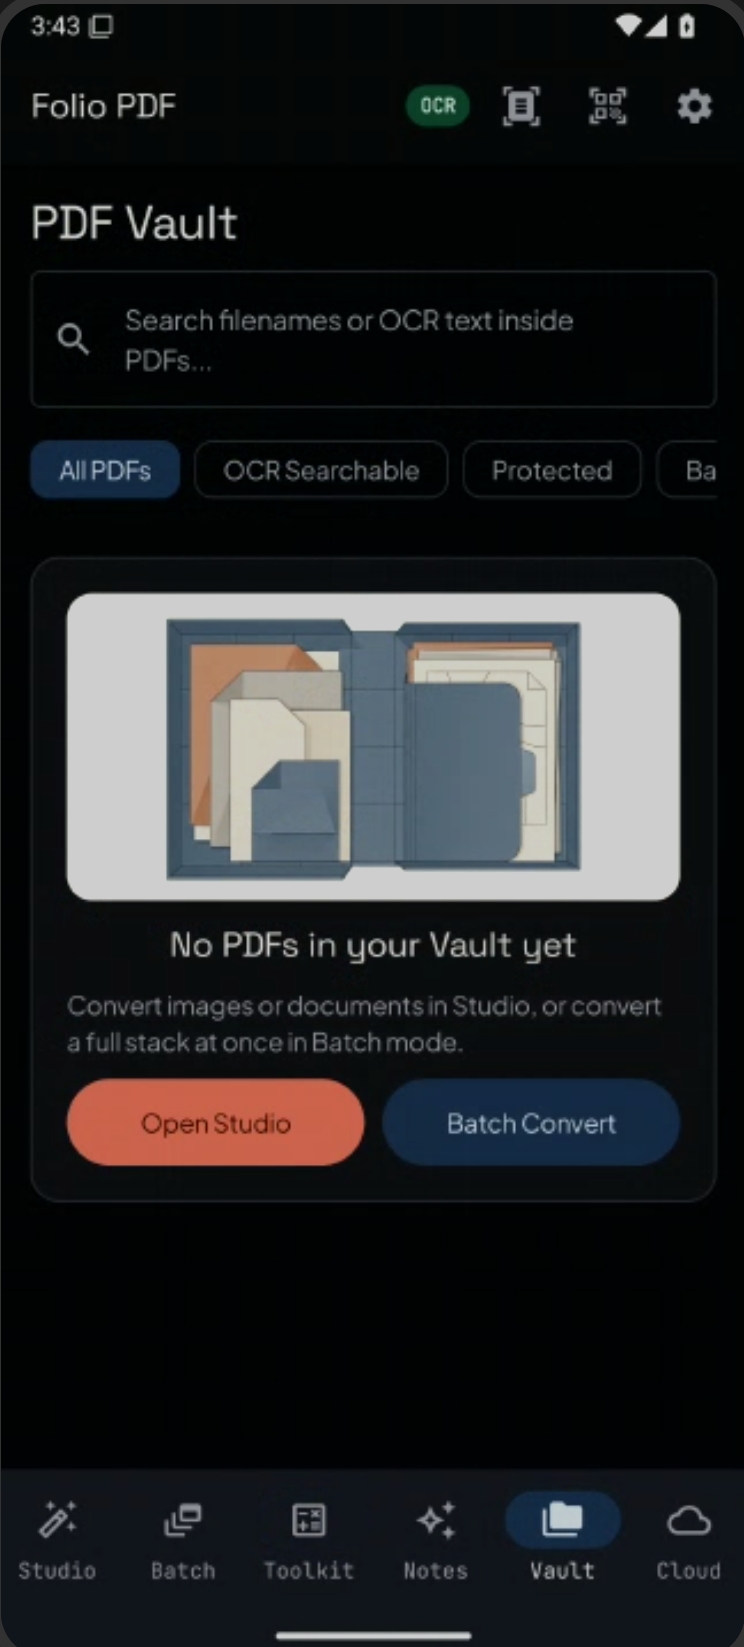 3:43
Folio PDF
OCR
PDF Vault
Search filenames or OCR text inside
PDFs...
All PDFs
OCR Searchable
Protected
Ba
No PDFs in your Vault yet
Convert images or documents in Studio, or convert
a full stack at once in Batch mode.
Open Studio
Batch Convert
Studio
Batch
Toolkit
Notes
Vault
Cloud